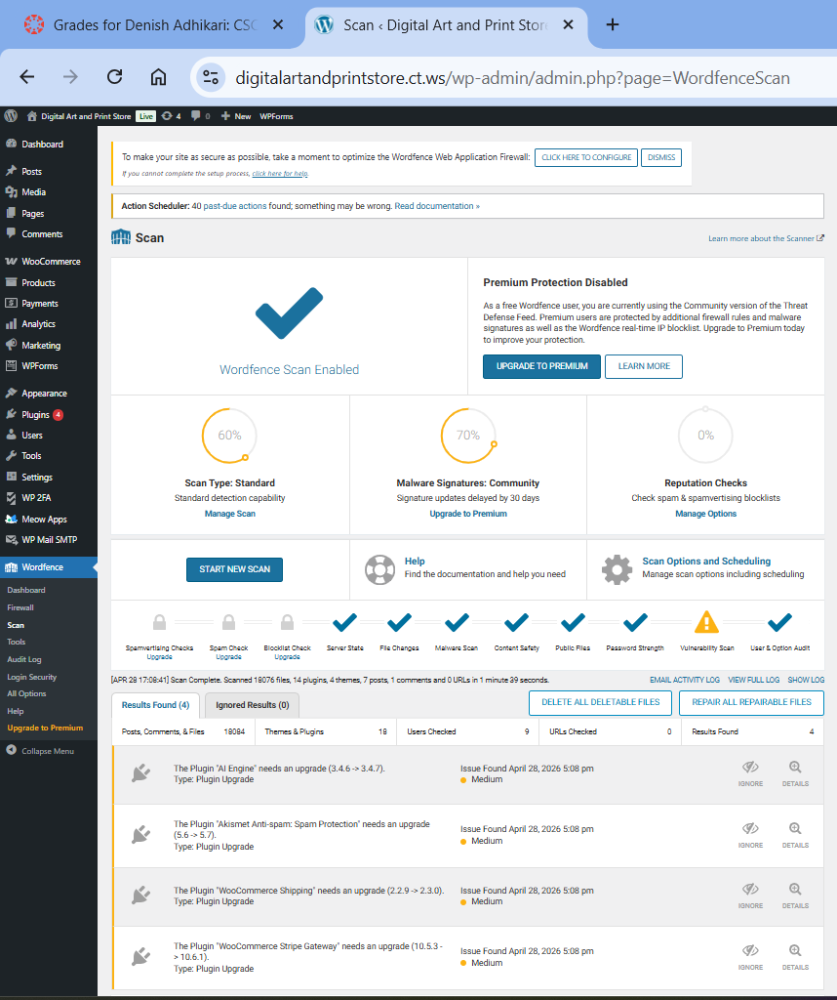 Grades for Denish Adhikari: CSC
Scan ‹ Digital Art and Print Store
digitalartandprintstore.ct.ws/wp-admin/admin.php?page=WordfenceScan
Digital Art and Print Store Live 4 0 New WPForms
Dashboard
Posts
Media
Pages
Comments
WooCommerce
Products
Payments
Analytics
Marketing
WPForms
Appearance
Plugins 4
Users
Tools
Settings
WP 2FA
Meow Apps
WP Mail SMTP
Wordfence
Dashboard
Firewall
Scan
Tools
Audit Log
Login Security
All Options
Help
Upgrade to Premium
Collapse Menu
To make your site as secure as possible, take a moment to optimize the Wordfence Web Application Firewall: CLICK HERE TO CONFIGURE DISMISS
If you cannot complete the setup process, click here for help.
Action Scheduler: 40 past-due actions found; something may be wrong. Read documentation »
Scan
Learn more about the Scanner
Wordfence Scan Enabled
Premium Protection Disabled
As a free Wordfence user, you are currently using the Community version of the Threat
Defense Feed. Premium users are protected by additional firewall rules and malware
signatures as well as the Wordfence real-time IP blocklist. Upgrade to Premium today
to improve your protection.
UPGRADE TO PREMIUM LEARN MORE
60%
Scan Type: Standard
Standard detection capability
Manage Scan
70%
Malware Signatures: Community
Signature updates delayed by 30 days
Upgrade to Premium
0%
Reputation Checks
Check spam & spamvertising blocklists
Manage Options
START NEW SCAN
Help
Find the documentation and help you need
Scan Options and Scheduling
Manage scan options including scheduling
Spamvertising Checks
Upgrade
Spam Check
Upgrade
Blocklist Check
Upgrade
Server State
File Changes
Malware Scan
Content Safety
Public Files
Password Strength
Vulnerability Scan
User & Option Audit
[APR 28 17:08:41] Scan Complete. Scanned 18076 files, 14 plugins, 4 themes, 7 posts, 1 comments and 0 URLs in 1 minute 39 seconds.
EMAIL ACTIVITY LOG VIEW FULL LOG SHOW LOG
Results Found (4) Ignored Results (0)
DELETE ALL DELETABLE FILES REPAIR ALL REPAIRABLE FILES
Posts, Comments, & Files 18084 Themes & Plugins 18 Users Checked 9 URLs Checked 0 Results Found 4
The Plugin "AI Engine" needs an upgrade (3.4.6 -> 3.4.7).
Type: Plugin Upgrade
Issue Found April 28, 2026 5:08 pm
Medium
IGNORE DETAILS
The Plugin "Akismet Anti-spam: Spam Protection" needs an upgrade
(5.6 -> 5.7).
Type: Plugin Upgrade
Issue Found April 28, 2026 5:08 pm
Medium
IGNORE DETAILS
The Plugin "WooCommerce Shipping" needs an upgrade (2.2.9 -> 2.3.0).
Type: Plugin Upgrade
Issue Found April 28, 2026 5:08 pm
Medium
IGNORE DETAILS
The Plugin "WooCommerce Stripe Gateway" needs an upgrade (10.5.3 -
> 10.6.1).
Type: Plugin Upgrade
Issue Found April 28, 2026 5:08 pm
Medium
IGNORE DETAILS